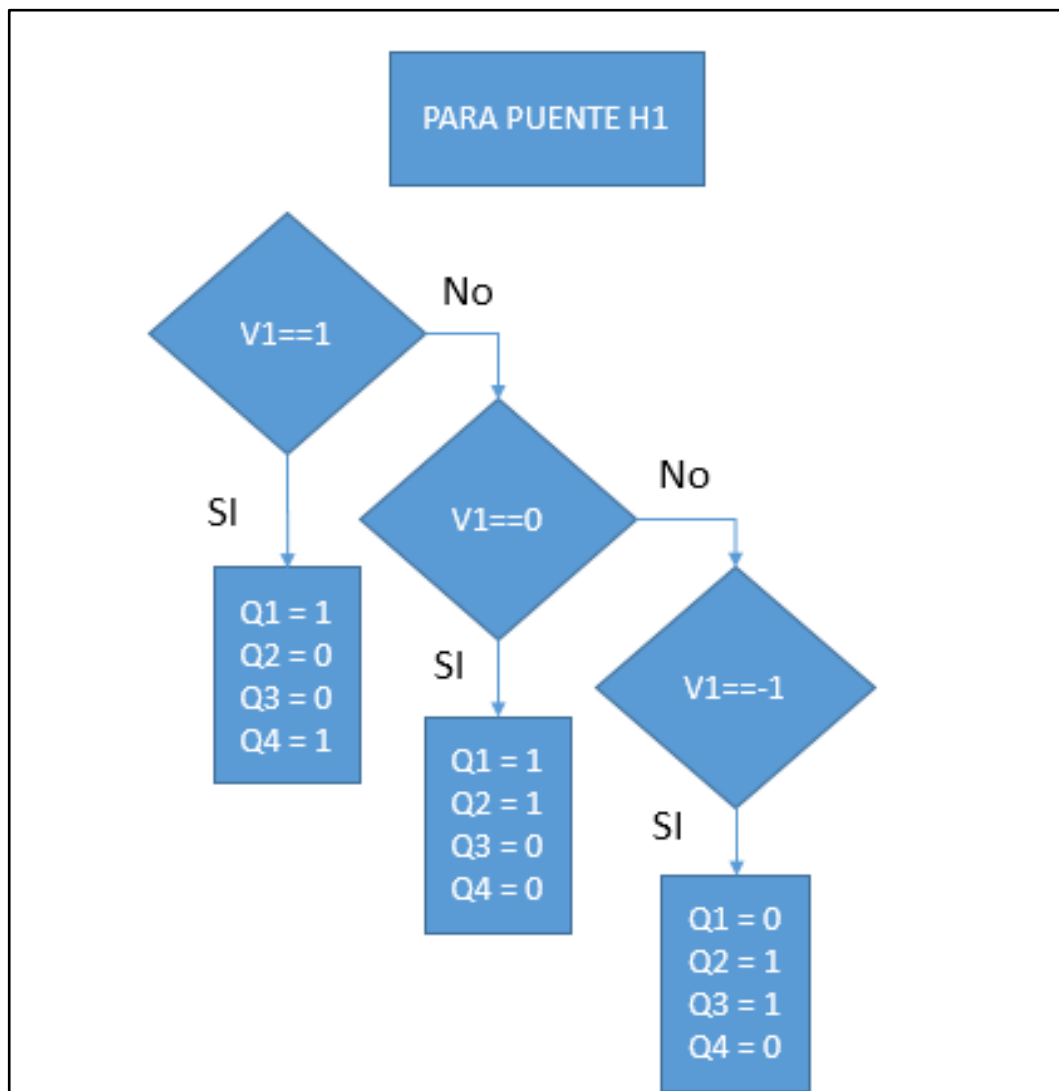 PARA PUENTE H1
V1==1
No
SI
Q1 = 1
Q2 = 0
Q3 = 0
Q4 = 1
V1==0
No
SI
Q1 = 1
Q2 = 1
Q3 = 0
Q4 = 0
V1==-1
SI
Q1 = 0
Q2 = 1
Q3 = 1
Q4 = 0